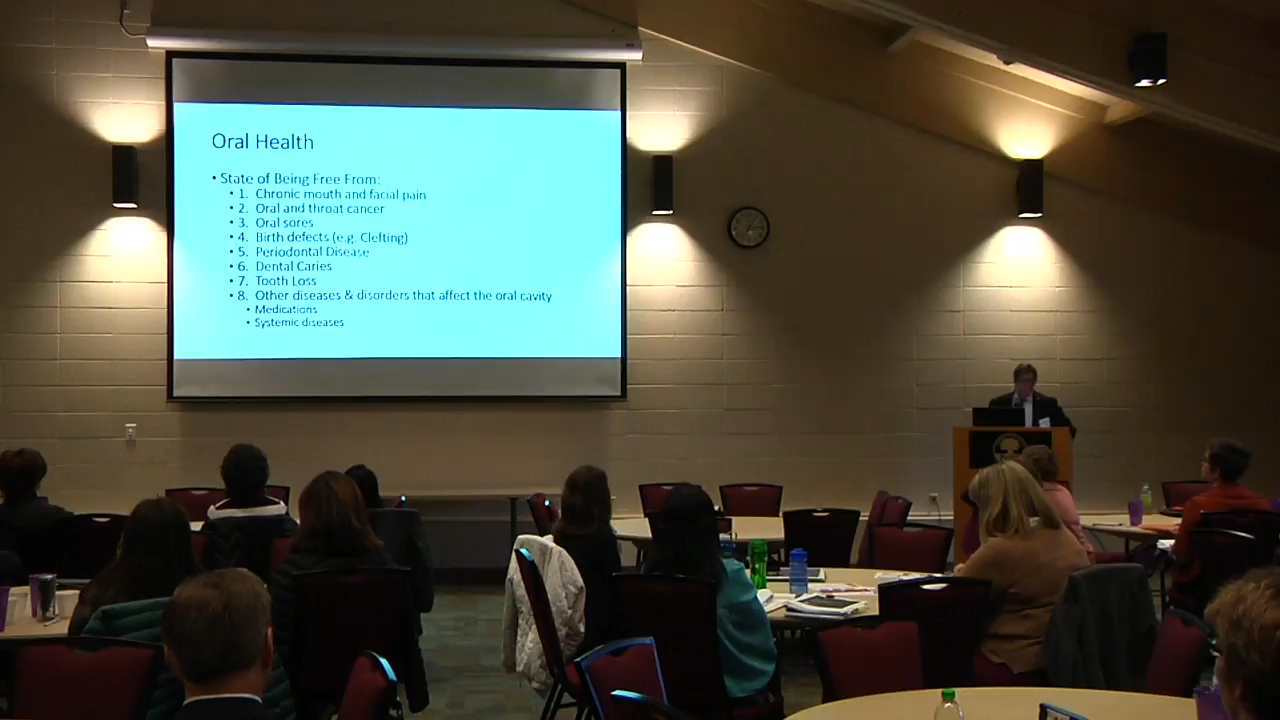 Oral Health
• State of Being Free From:
• 1. Chronic mouth and facial pain
• 2. Oral and throat cancer
• 3. Oral sores
• 4. Birth defects (e.g. Clefting)
• 5. Periodontal Disease
• 6. Dental Caries
• 7. Tooth Loss
• 8. Other diseases & disorders that affect the oral cavity
• Medications
• Systemic diseases